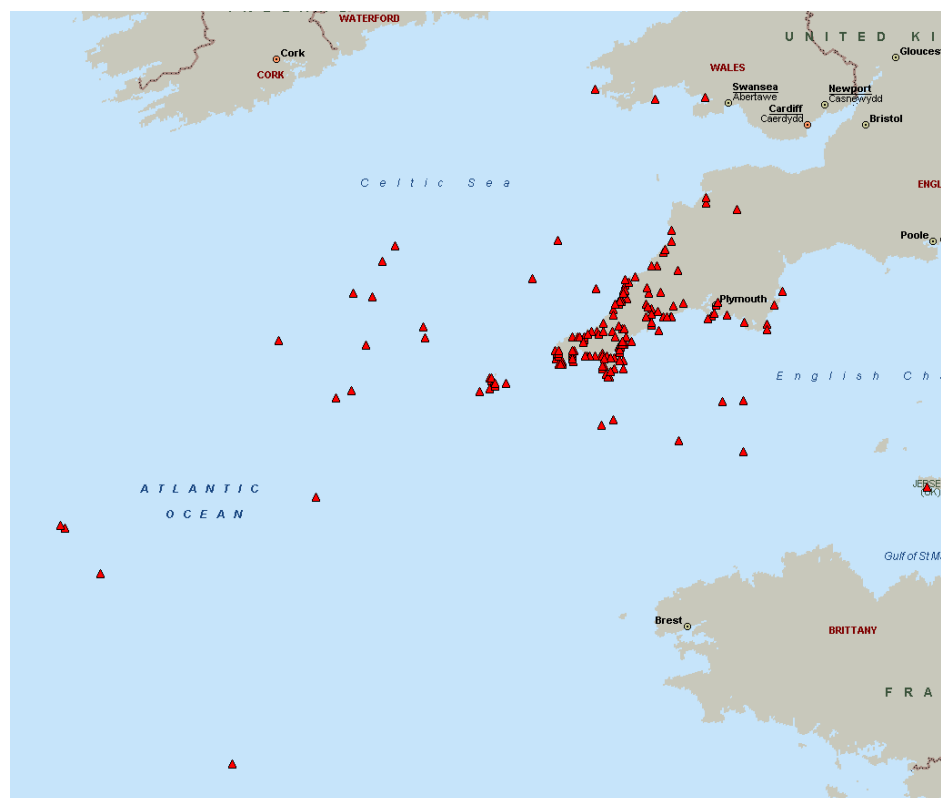 WATERFORD
Cork
CORK
UNITED KI
Glouces
WALES
Swansea
Abertawe
Newport
Casnewydd
Cardiff
Caerdydd
Bristol
Celtic Sea
ENGL
Poole
Plymouth
English Ch
ATLANTIC
OCEAN
JERSE
(UK)
Gulf of St M
Brest
BRITTANY
FRA